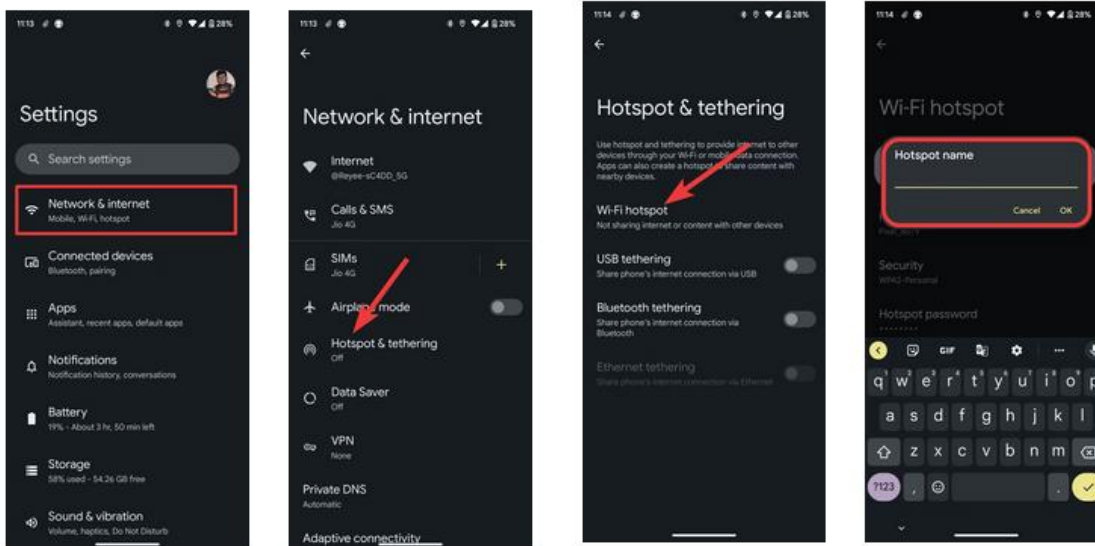 11:13 28%
Settings
Search settings
Network & internet
Mobile, Wi-Fi, hotspot
Connected devices
Bluetooth, pairing
Apps
Assistant, recent apps, default apps
Notifications
Notification history, conversations
Battery
19% - About 3 hr, 50 min left
Storage
58% used - 54.26 GB free
Sound & vibration
Volume, haptics, Do Not Disturb
11:13 28%
Network & internet
Internet
@Reyee-sC4DD_5G
Calls & SMS
Jio 4G
SIMs
Jio 4G
+
Airplane mode
Hotspot & tethering
Off
Data Saver
Off
VPN
None
Private DNS
Automatic
Adaptive connectivity
11:14 28%
Hotspot & tethering
Use hotspot and tethering to provide internet to other
devices through your Wi-Fi or mobile data connection.
Apps can also create a hotspot to share content with
nearby devices.
Wi-Fi hotspot
Not sharing internet or content with other devices
USB tethering
Share phone's internet connection via USB
Bluetooth tethering
Share phone's internet connection via
Bluetooth
Ethernet tethering
Share phone's internet connection via Ethernet
11:14 28%
Wi-Fi hotspot
Hotspot name
Cancel OK
Security
WPA2-Personal
Hotspot password
GIF
q w e r t y u i o p
a s d f g h j k l
z x c v b n m
?123 , .